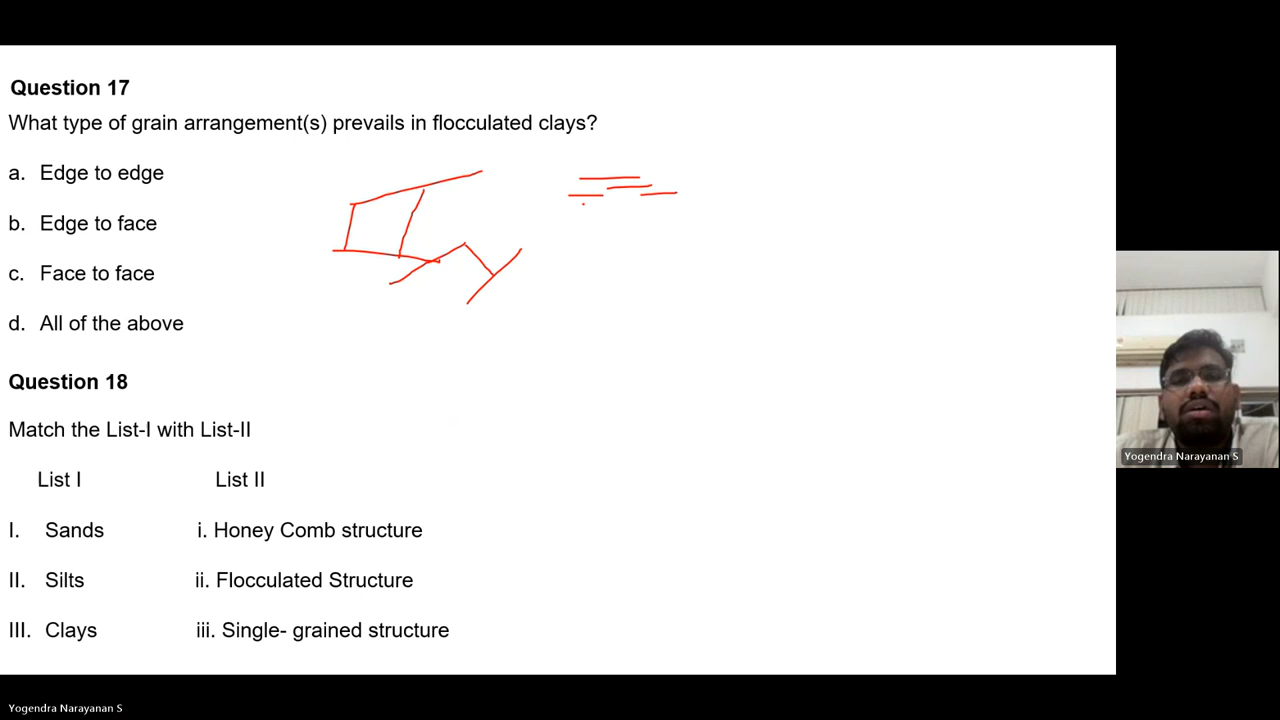 Question 17
What type of grain arrangement(s) prevails in flocculated clays?
a. Edge to edge
b. Edge to face
c. Face to face
d. All of the above
Question 18
Match the List-I with List-II
List I List II
I. Sands i. Honey Comb structure
II. Silts ii. Flocculated Structure
III. Clays iii. Single- grained structure
Yogendra Narayanan S
Yogendra Narayanan S